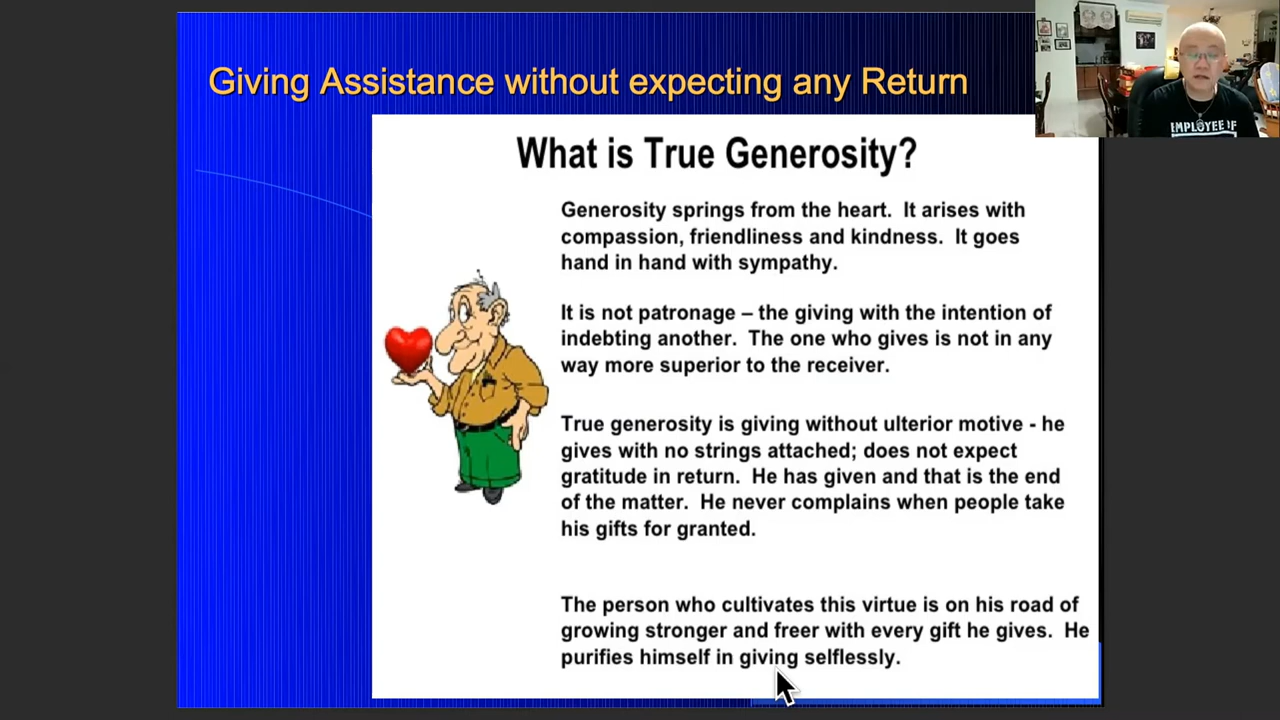 Giving Assistance without expecting any Return
What is True Generosity?
Generosity springs from the heart. It arises with
compassion, friendliness and kindness. It goes
hand in hand with sympathy.
It is not patronage – the giving with the intention of
indebting another. The one who gives is not in any
way more superior to the receiver.
True generosity is giving without ulterior motive - he
gives with no strings attached; does not expect
gratitude in return. He has given and that is the end
of the matter. He never complains when people take
his gifts for granted.
The person who cultivates this virtue is on his road of
growing stronger and freer with every gift he gives. He
purifies himself in giving selflessly.
EMPLOYEE OF